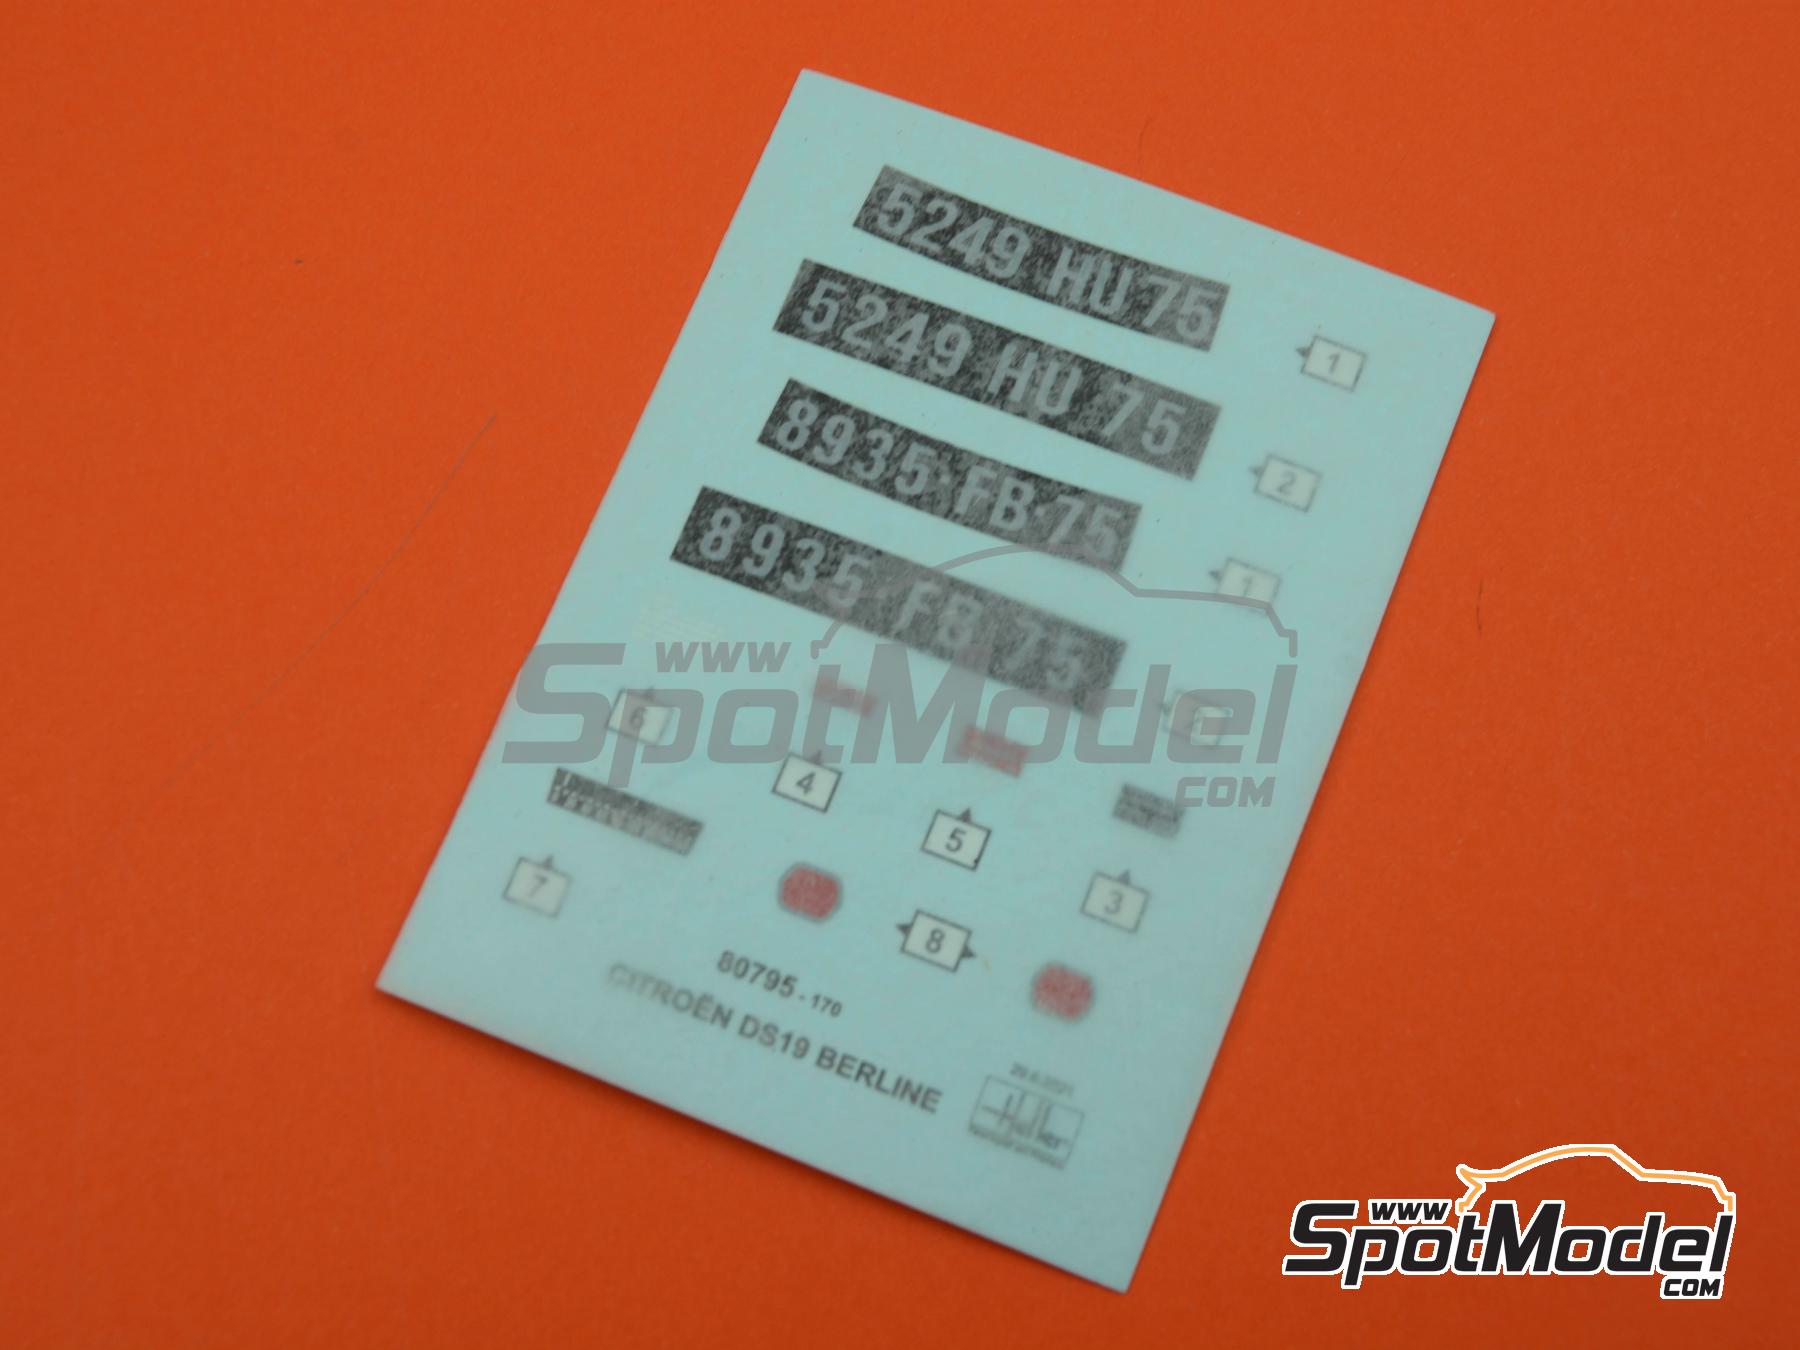 5249 HU 75
1
5249 HU 75
2
8935 FB 75
1
8935 FB 75
2
www
SpotModel
.COM
6
4
5
3
7
8
80795 - 170
CITROËN DS19 BERLINE
www
SpotModel
.COM